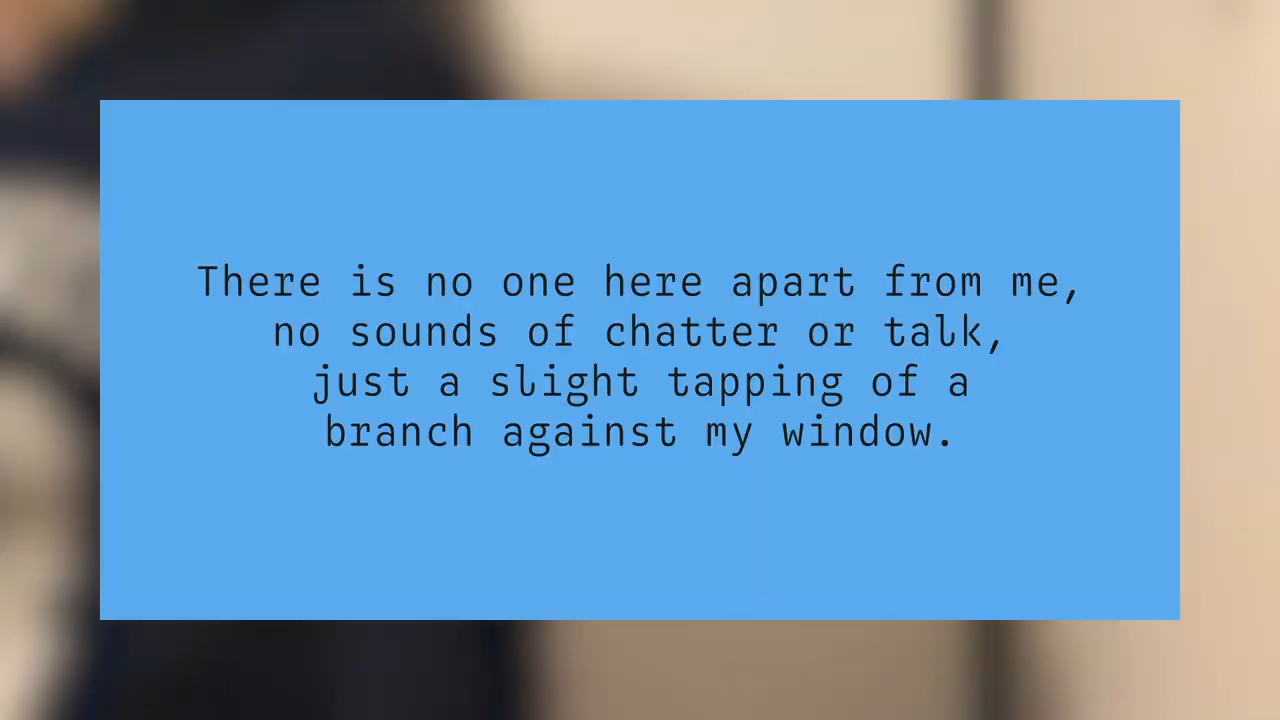 There is no one here apart from me,
no sounds of chatter or talk,
just a slight tapping of a
branch against my window.